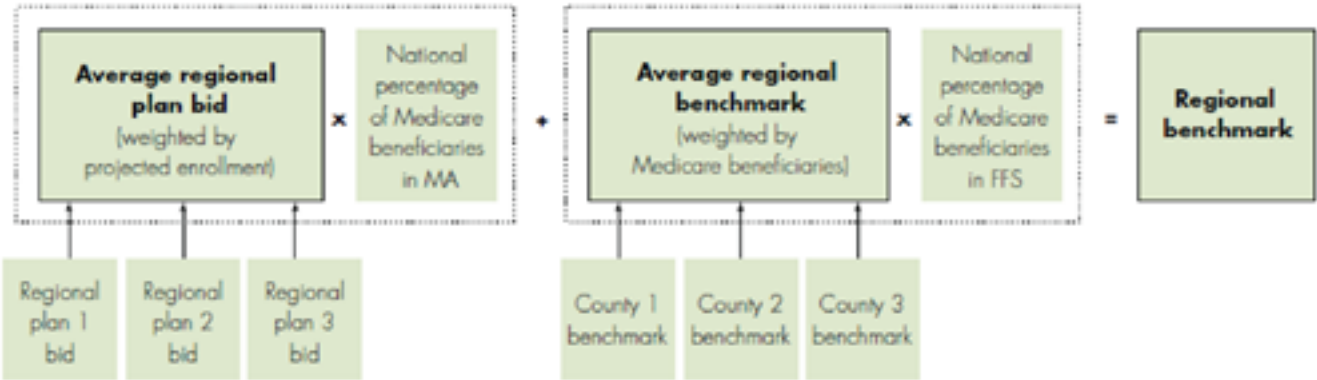 Average regional
plan bid
(weighted by
projected enrollment)
x
National
percentage
of Medicare
beneficiaries
in MA
+
Average regional
benchmark
(weighted by
Medicare beneficiaries)
x
National
percentage
of Medicare
beneficiaries
in FFS
=
Regional
benchmark
Regional
plan 1
bid
Regional
plan 2
bid
Regional
plan 3
bid
County 1
benchmark
County 2
benchmark
County 3
benchmark